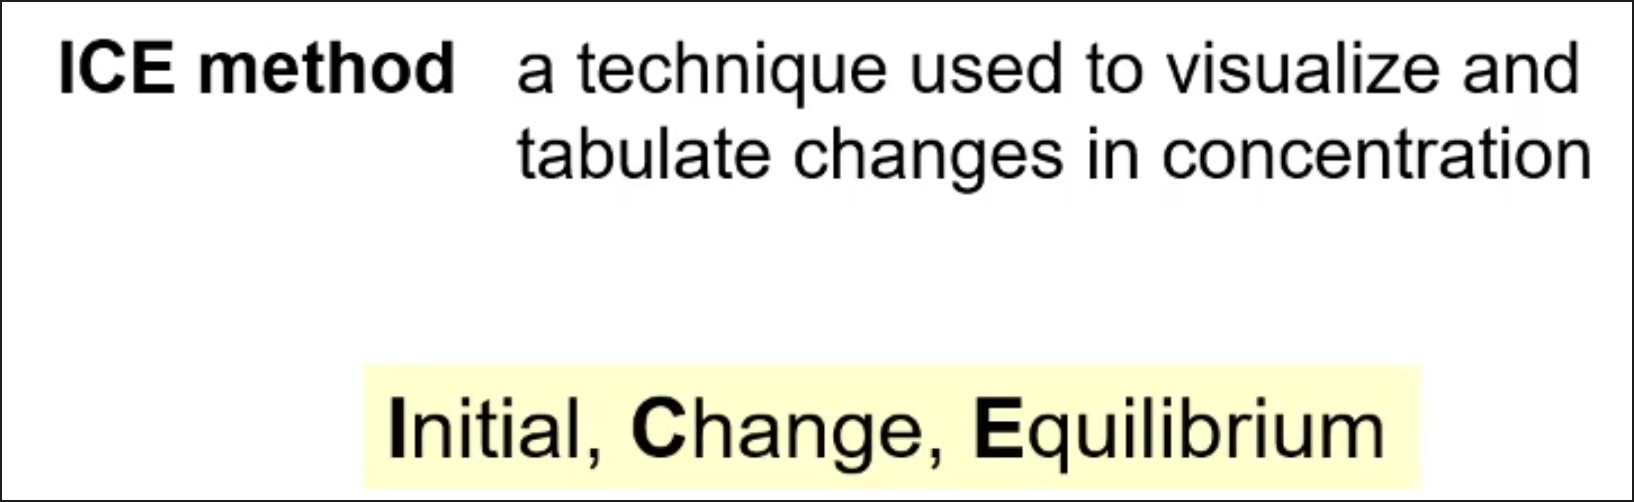 ICE method a technique used to visualize and
tabulate changes in concentration
Initial, Change, Equilibrium